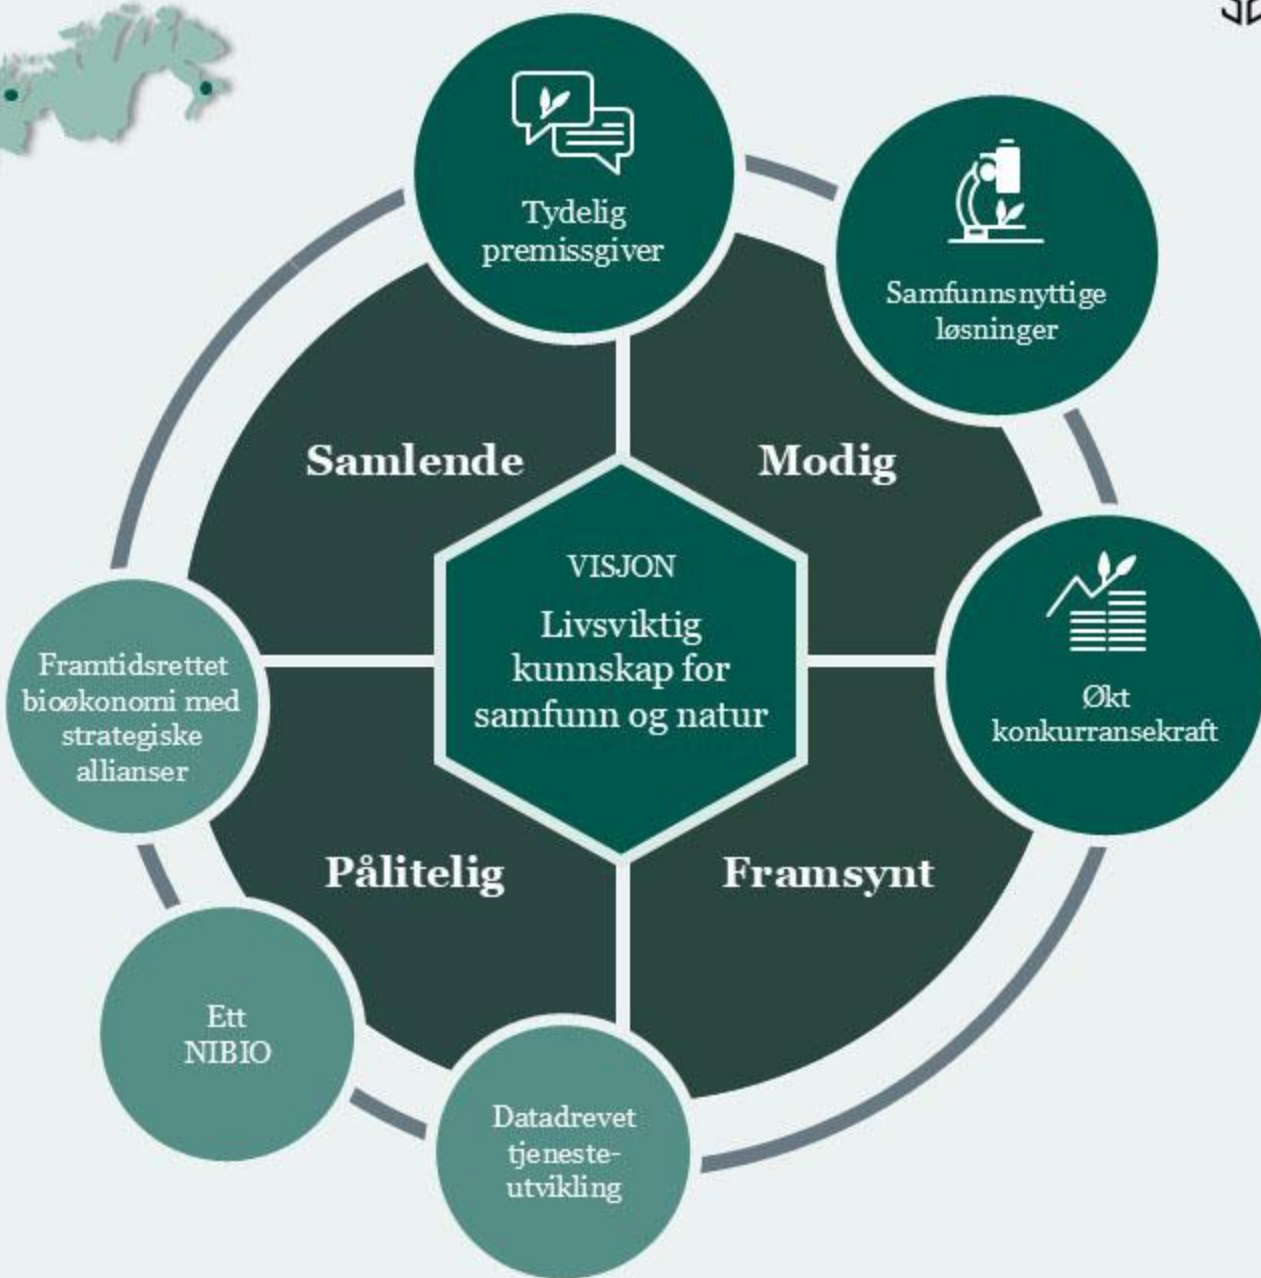 Tydelig
premissgiver
Samfunnsnyttige
løsninger
Samlende
Modig
VISJON
Livsviktig
kunnskap for
samfunn og natur
Økt
konkurransekraft
Framtidsrettet
bioøkonomi med
strategiske
allianser
Pålitelig
Framsynt
Ett
NIBIO
Datadrevet
tjeneste-
utvikling